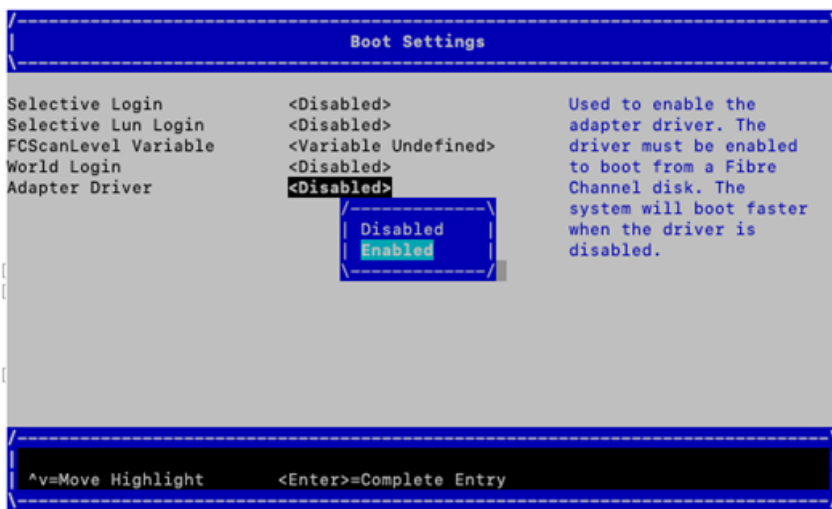 /------------------------------------------------------------\
| Boot Settings
\------------------------------------------------------------/
Selective Login <Disabled> Used to enable the
Selective Lun Login <Disabled> adapter driver. The
FCScanLevel Variable <Variable Undefined> driver must be enabled
World Login <Disabled> to boot from a Fibre
Adapter Driver <Disabled> Channel disk. The
/-------------\ system will boot faster
| Disabled | when the driver is
| Enabled | disabled.
\-------------/
/------------------------------------------------------------\
|
| ^v=Move Highlight <Enter>=Complete Entry
\------------------------------------------------------------/